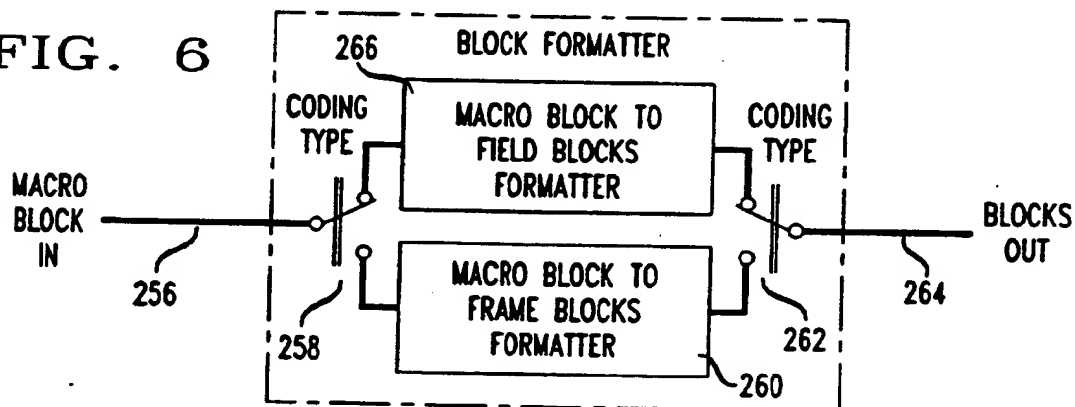 FIG. 6
BLOCK FORMATTER
266
CODING
TYPE
MACRO BLOCK TO
FIELD BLOCKS
FORMATTER
CODING
TYPE
MACRO
BLOCK
IN
256
258
MACRO BLOCK TO
FRAME BLOCKS
FORMATTER
260
262
264
BLOCKS
OUT